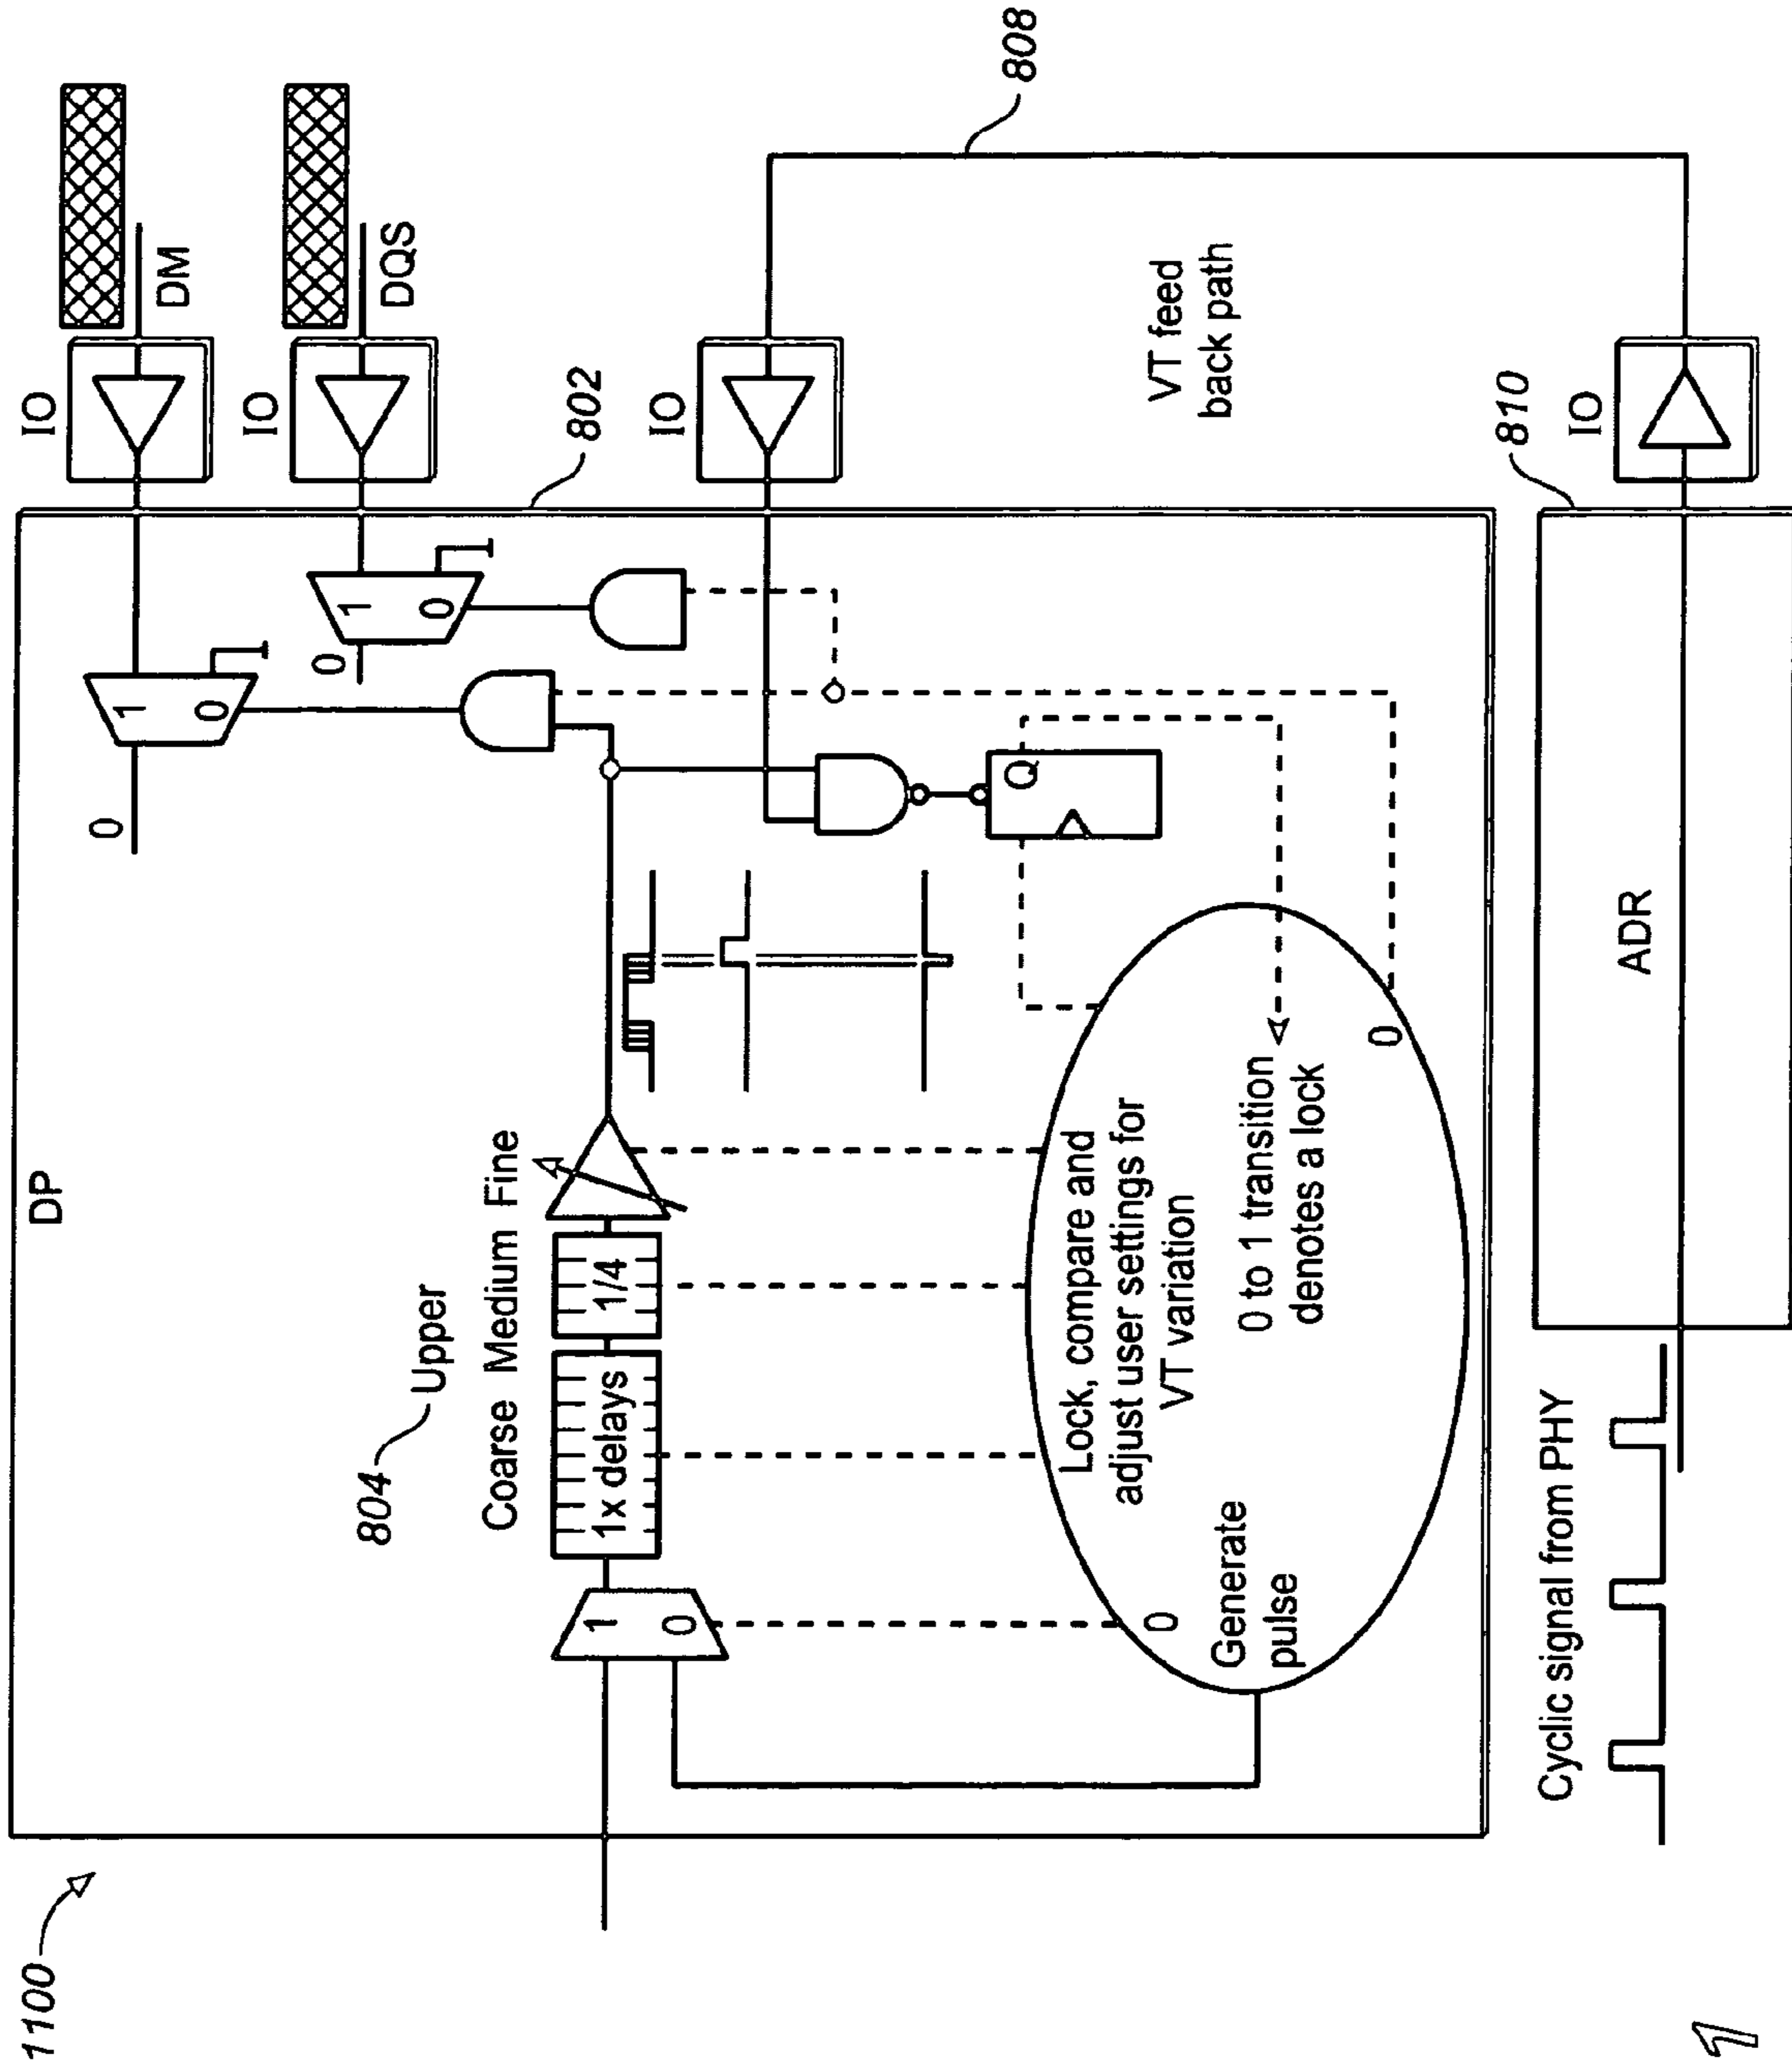 1100
DP
IO
DM
IO
DQS
802
804
Upper
Coarse Medium Fine
1x delays
1/4
1
0
0
1
0
0
1
0
IO
808
VT feed
back path
Q
Lock, compare and
adjust user settings for
VT variation
0
Generate
pulse
0 to 1 transition
denotes a lock
0
Cyclic signal from PHY
ADR
810
IO
1